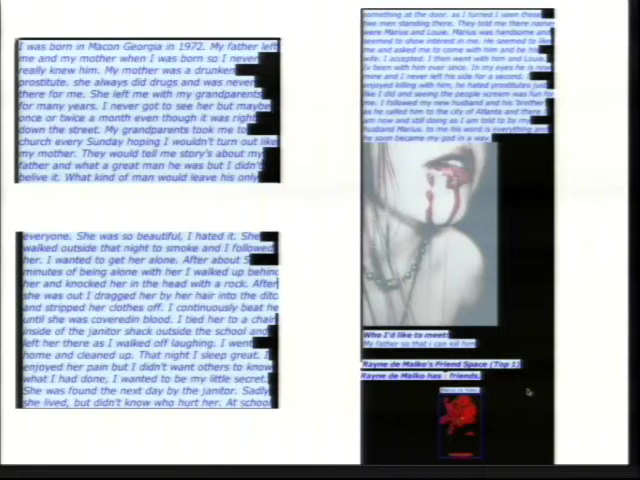 I was born in Macon Georgia in 1972. My father left
me and my mother when I was born so I never
really knew him. My mother was a drunken
prostitute. she always did drugs and was never
there for me. She left me with my grandparents
for many years. I never got to see her but maybe
once or twice a month even though it was right
down the street. My grandparents took me to
church every Sunday hoping I wouldn't turn out like
my mother. They would tell me story's about my
father and what a great man he was but I didn't
belive it. What kind of man would leave his only
everyone. She was so beautiful, I hated it. She
walked outside that night to smoke and I followed
her. I wanted to get her alone. After about 5
minutes of being alone with her I walked up behind
her and knocked her in the head with a rock. After
she was out I dragged her by her hair into the ditch
and stripped her clothes off. I continuously beat he
until she was coveredin blood. I tied her to a chair
inside of the janitor shack outside the school and
left her there as I walked off laughing. I went
home and cleaned up. That night I sleep great. I
enjoyed her pain but I didn't want others to know
what I had done, I wanted to be my little secret.
She was found the next day by the janitor. Sadly
she lived, but didn't know who hurt her. At school
something at the door. as I turned I seen these
two men standing there. They told me there name
were Marius and Louie. Marius was handsome and
seemed to show interest in me. He seemed to like
me and asked me to come with him and be his
wife. I accepted. I then went with him and Louie.
Iv been with him ever since. In my eyes he is now
mine and I never left his side for a second. I
enjoyed killing with him, he hated prostitutes just
like I did and seeing the people scream was fun for
me. I followed my new husband and his 'brother'
as he called him to the city of Atlanta and there I
am now and still doing as I am told to by my
husband Marius. to me his word is everything and
he soon became my god in a way.
Who I'd like to meet:
My father so that i can kill him
Rayne de Malko's Friend Space (Top 1)
Rayne de Malko has friends.